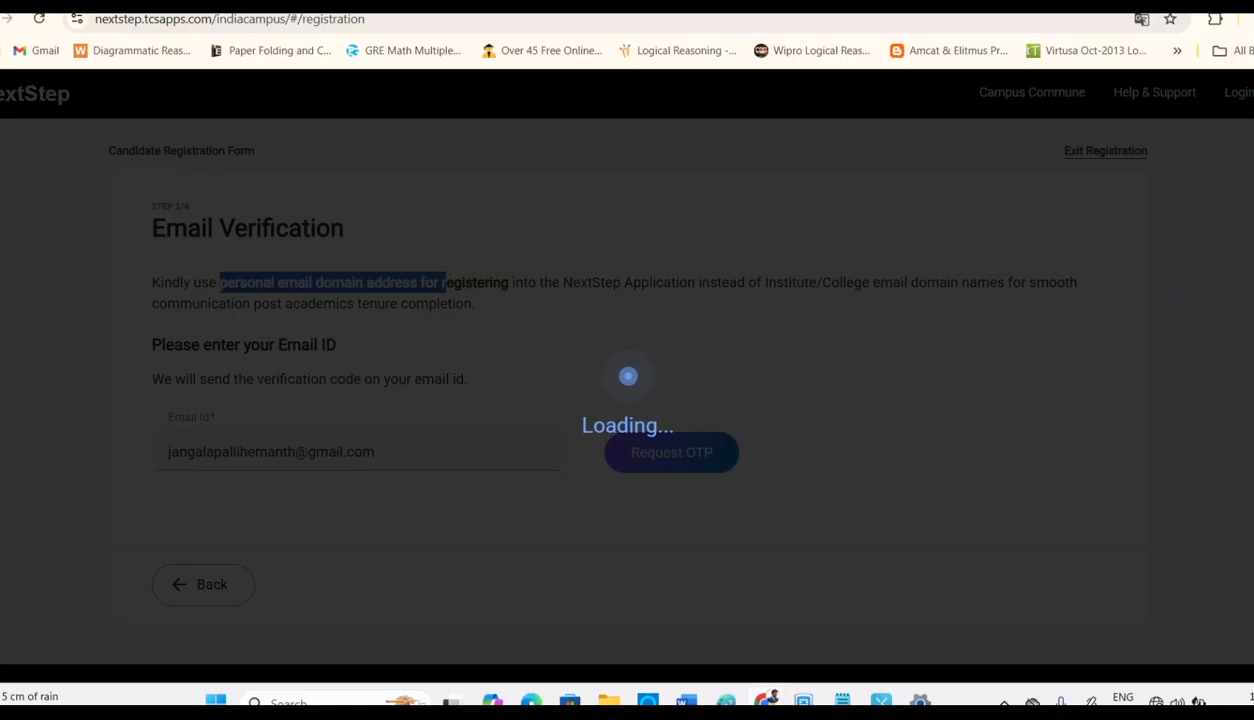 nextstep.tcsapps.com/indiacampus/#/registration
Gmail Diagrammatic Reas... Paper Folding and C... GRE Math Multiple... Over 45 Free Online... Logical Reasoning -... Wipro Logical Reas... Amcat & Elitmus Pr... Virtusa Oct-2013 Lo... » All B
extStep Campus Commune Help & Support Login
Candidate Registration Form Exit Registration
STEP 2/4
Email Verification
Kindly use personal email domain address for registering into the NextStep Application instead of Institute/College email domain names for smooth
communication post academics tenure completion.
Please enter your Email ID
We will send the verification code on your email id.
Email Id*
Loading...
jangalapallihemanth@gmail.com Request OTP
Back
5 cm of rain Search ENG